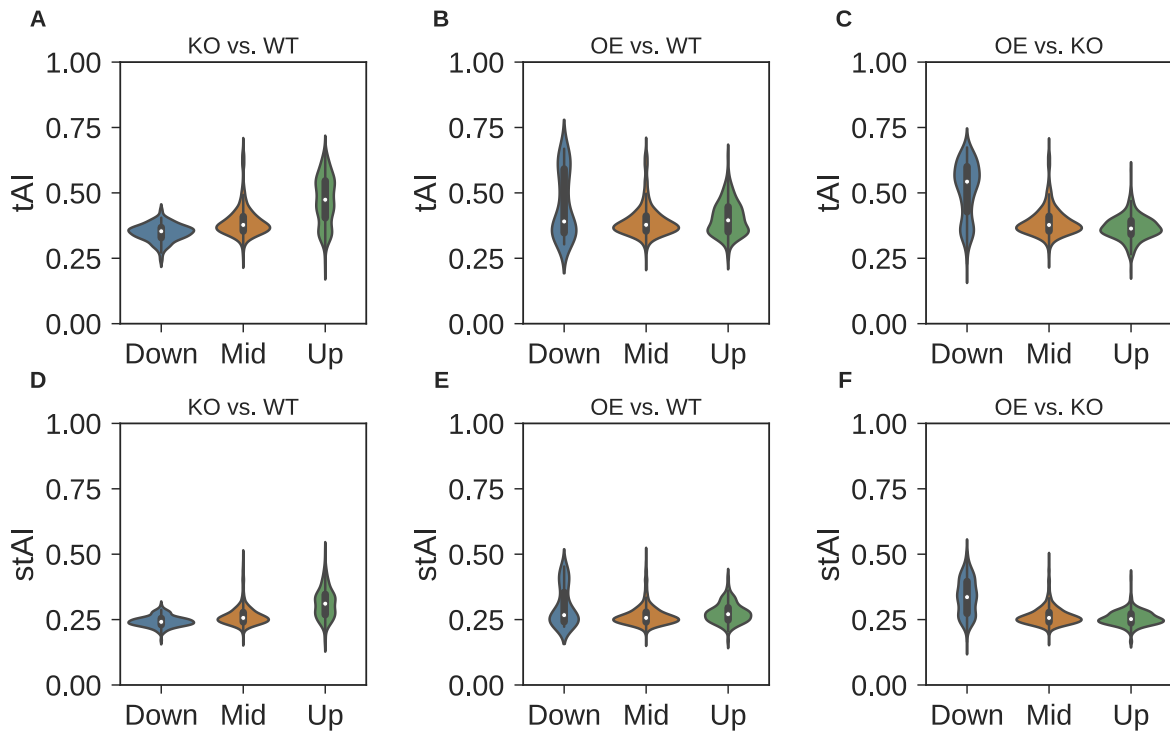 A
KO vs. WT
tAI
1.00
0.75
0.50
0.25
0.00
Down Mid Up
B
OE vs. WT
tAI
1.00
0.75
0.50
0.25
0.00
Down Mid Up
C
OE vs. KO
tAI
1.00
0.75
0.50
0.25
0.00
Down Mid Up
D
KO vs. WT
stAI
1.00
0.75
0.50
0.25
0.00
Down Mid Up
E
OE vs. WT
stAI
1.00
0.75
0.50
0.25
0.00
Down Mid Up
F
OE vs. KO
stAI
1.00
0.75
0.50
0.25
0.00
Down Mid Up